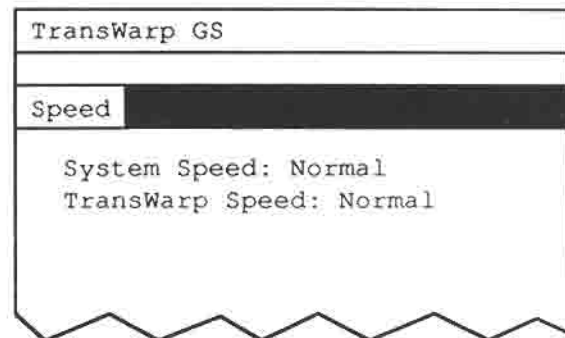 TransWarp GS
Speed
System Speed: Normal
TransWarp Speed: Normal